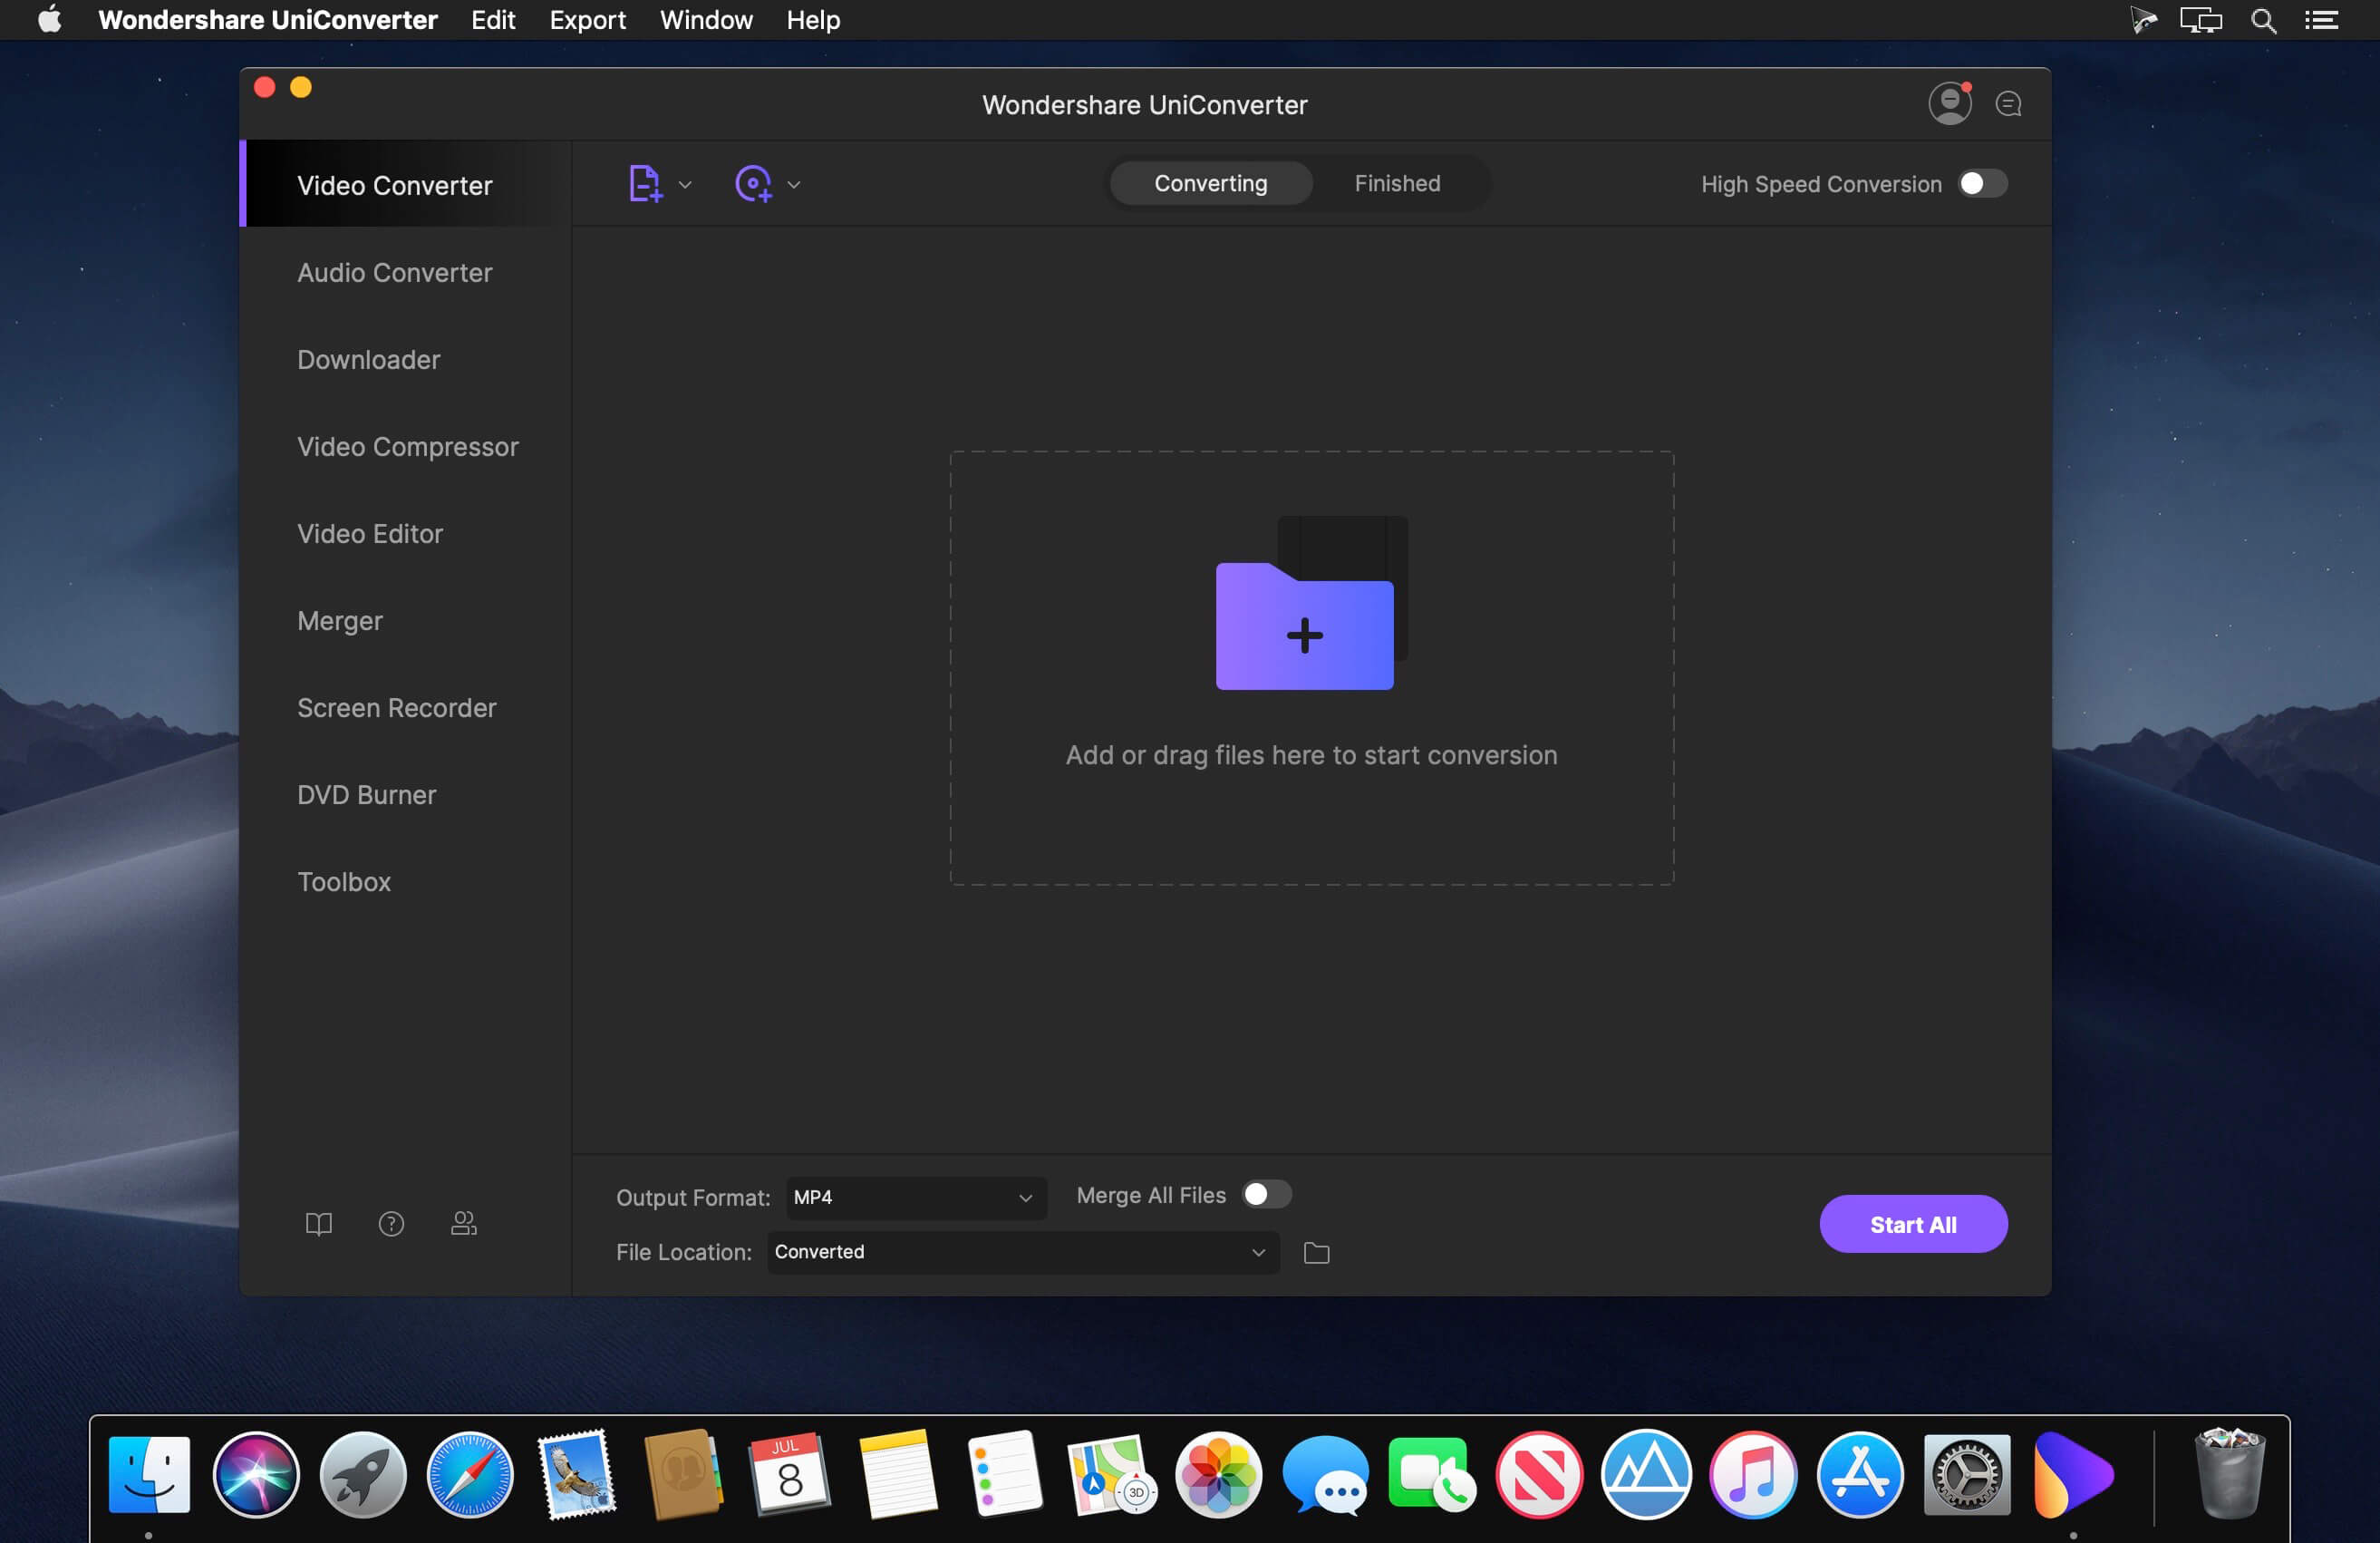 Wondershare UniConverter Edit Export Window Help
Wondershare UniConverter
Video Converter
Converting Finished
High Speed Conversion
Audio Converter
Downloader
Video Compressor
Video Editor
Merger
Screen Recorder
DVD Burner
Toolbox
Add or drag files here to start conversion
Output Format: MP4
Merge All Files
File Location: Converted
Start All
JUL
8
3D